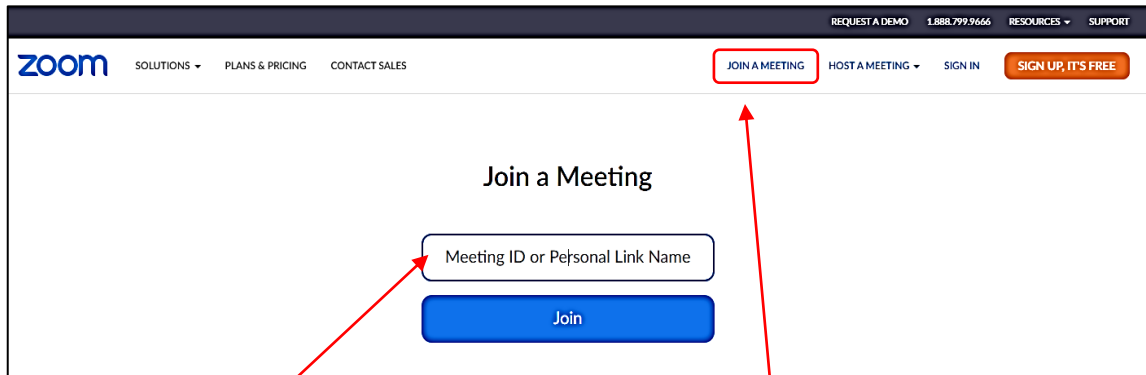 REQUEST A DEMO 1.888.799.9666 RESOURCES SUPPORT
zoom SOLUTIONS PLANS & PRICING CONTACT SALES JOIN A MEETING HOST A MEETING SIGN IN SIGN UP, IT'S FREE
Join a Meeting
Meeting ID or Personal Link Name
Join